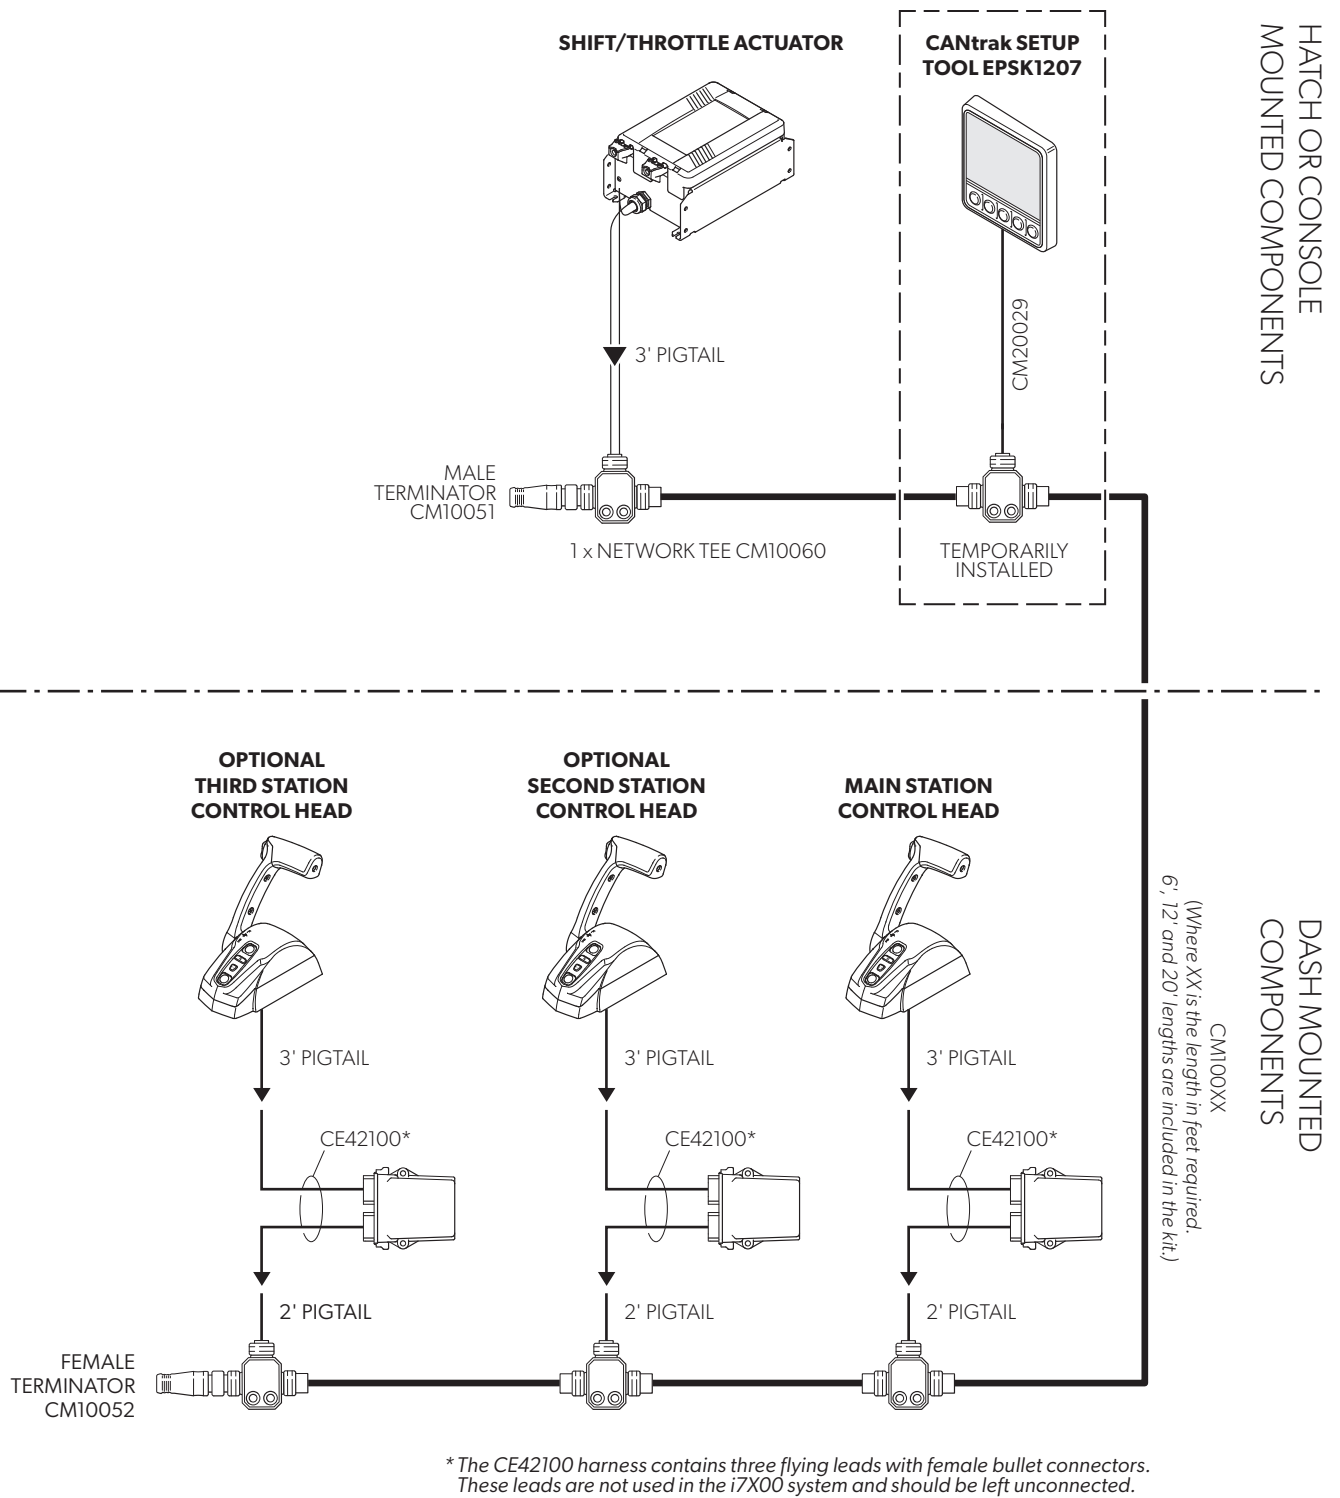 SHIFT/THROTTLE ACTUATOR
CANtrak SETUP
TOOL EPSK1207
HATCH OR CONSOLE
MOUNTED COMPONENTS
3' PIGTAIL
CM20029
MALE
TERMINATOR
CM10051
1 x NETWORK TEE CM10060
TEMPORARILY
INSTALLED
OPTIONAL
THIRD STATION
CONTROL HEAD
OPTIONAL
SECOND STATION
CONTROL HEAD
MAIN STATION
CONTROL HEAD
DASH MOUNTED
COMPONENTS
CM100XX
(Where XX is the length in feet required.
6', 12' and 20' lengths are included in the kit.)
3' PIGTAIL
3' PIGTAIL
3' PIGTAIL
CE42100*
CE42100*
CE42100*
2' PIGTAIL
2' PIGTAIL
2' PIGTAIL
FEMALE
TERMINATOR
CM10052
* The CE42100 harness contains three flying leads with female bullet connectors.
These leads are not used in the i7X00 system and should be left unconnected.